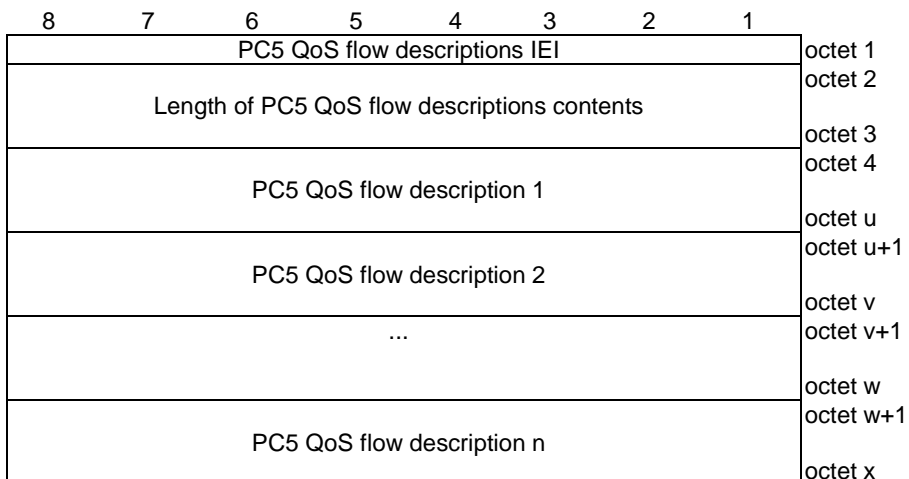 8 7 6 5 4 3 2 1
PC5 QoS flow descriptions IEI octet 1
octet 2
Length of PC5 QoS flow descriptions contents
octet 3
octet 4
PC5 QoS flow description 1
octet u
octet u+1
PC5 QoS flow description 2
octet v
... octet v+1
octet w
octet w+1
PC5 QoS flow description n
octet x